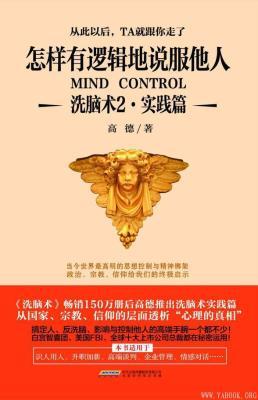 从此以后，TA就跟你走了
怎样有逻辑地说服他人
MIND CONTROL
洗脑术2·实践篇
高 德／著
当今世界最高明的思想控制与精神绑架
政治、宗教、信仰给我们的终极启示
《洗脑术》畅销150万册后高德推出洗脑术实践篇
从国家、宗教、信仰的层面透析“心理的真相”
搞定人、反洗脑、影响与控制他人的高端手腕一个都不少！
白宫智囊团、美国FBI、全球十大上市公司总裁都在秘密运用！
本书适用于
识人用人、升职加薪、高端谈判、企业管理、情感对话……
www.YABOOK.org